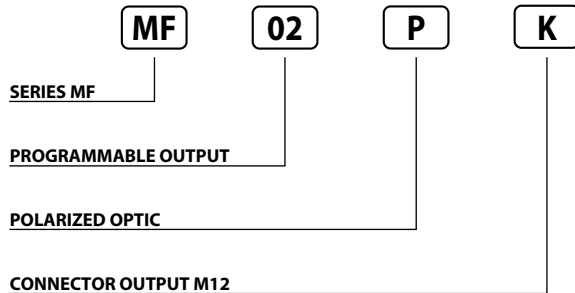 MF 02 P K
SERIES MF
PROGRAMMABLE OUTPUT
POLARIZED OPTIC
CONNECTOR OUTPUT M12